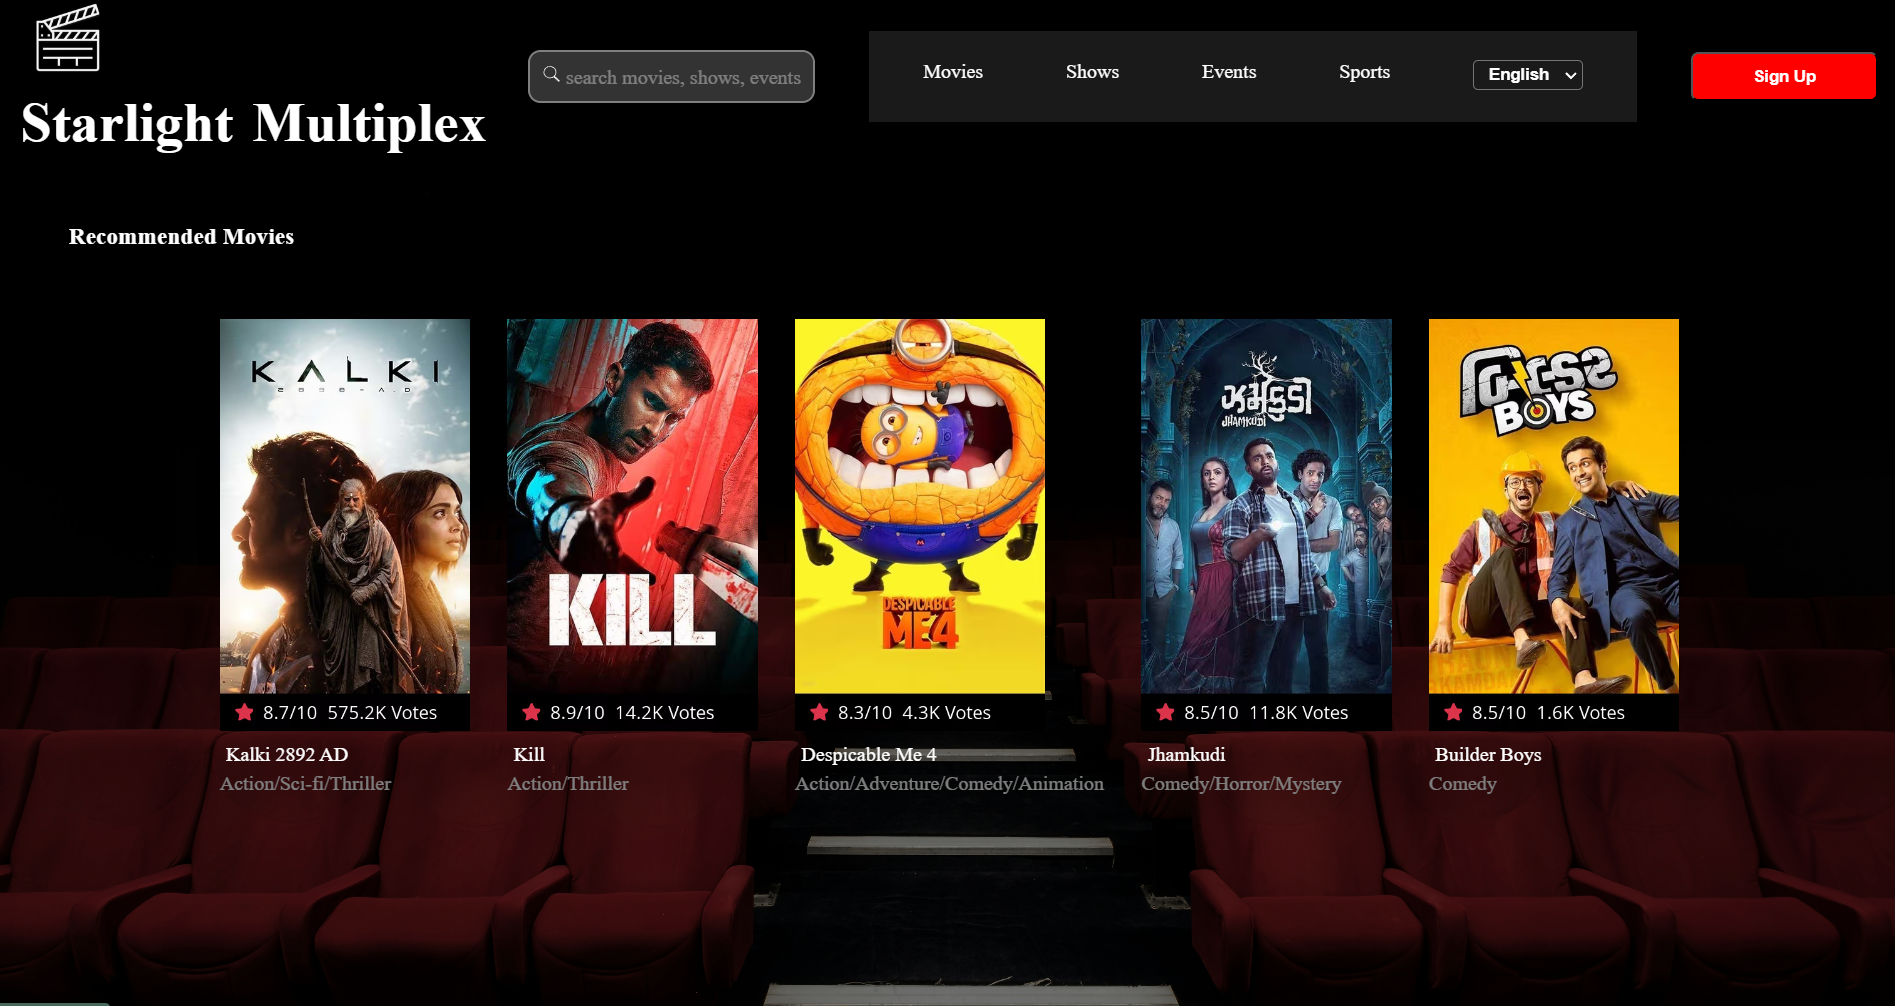 Starlight Multiplex
search movies, shows, events
Movies Shows Events Sports English
Sign Up
Recommended Movies
KALKI
2898-A.D
KILL
DESPICABLE
ME 4
ઝમકુડી
JHAMKUDI
બિલ્ડર
BOYS
8.7/10 575.2K Votes
8.9/10 14.2K Votes
8.3/10 4.3K Votes
8.5/10 11.8K Votes
8.5/10 1.6K Votes
Kalki 2892 AD
Kill
Despicable Me 4
Jhamkudi
Builder Boys
Action/Sci-fi/Thriller
Action/Thriller
Action/Adventure/Comedy/Animation
Comedy/Horror/Mystery
Comedy